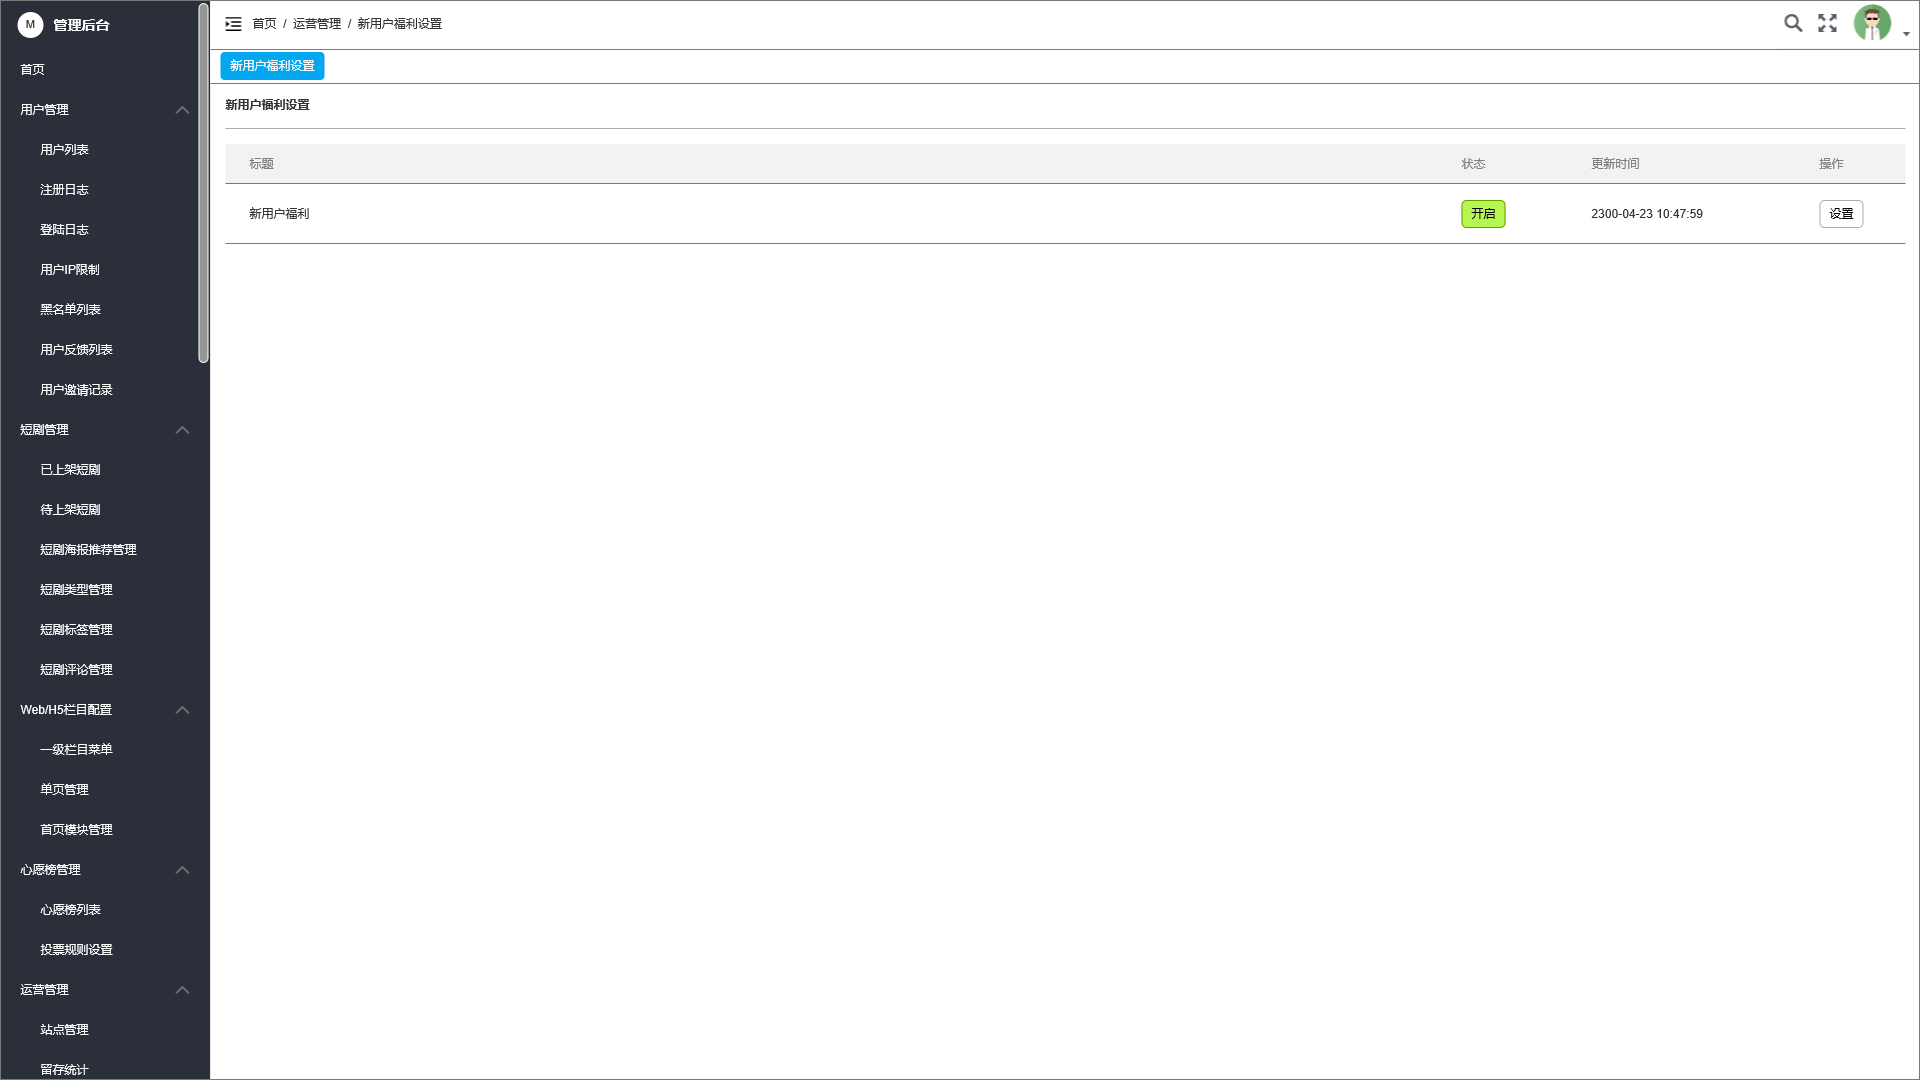 M 管理后台
首页
用户管理
用户列表
注册日志
登陆日志
用户IP限制
黑名单列表
用户反馈列表
用户邀请记录
短剧管理
已上架短剧
待上架短剧
短剧海报推荐管理
短剧类型管理
短剧标签管理
短剧评论管理
Web/H5栏目配置
一级栏目菜单
单页管理
首页模块管理
心愿榜管理
心愿榜列表
投票规则设置
运营管理
站点管理
留存统计
首页 / 运营管理 / 新用户福利设置
新用户福利设置
新用户福利设置
标题 状态 更新时间 操作
新用户福利 开启 2300-04-23 10:47:59 设置